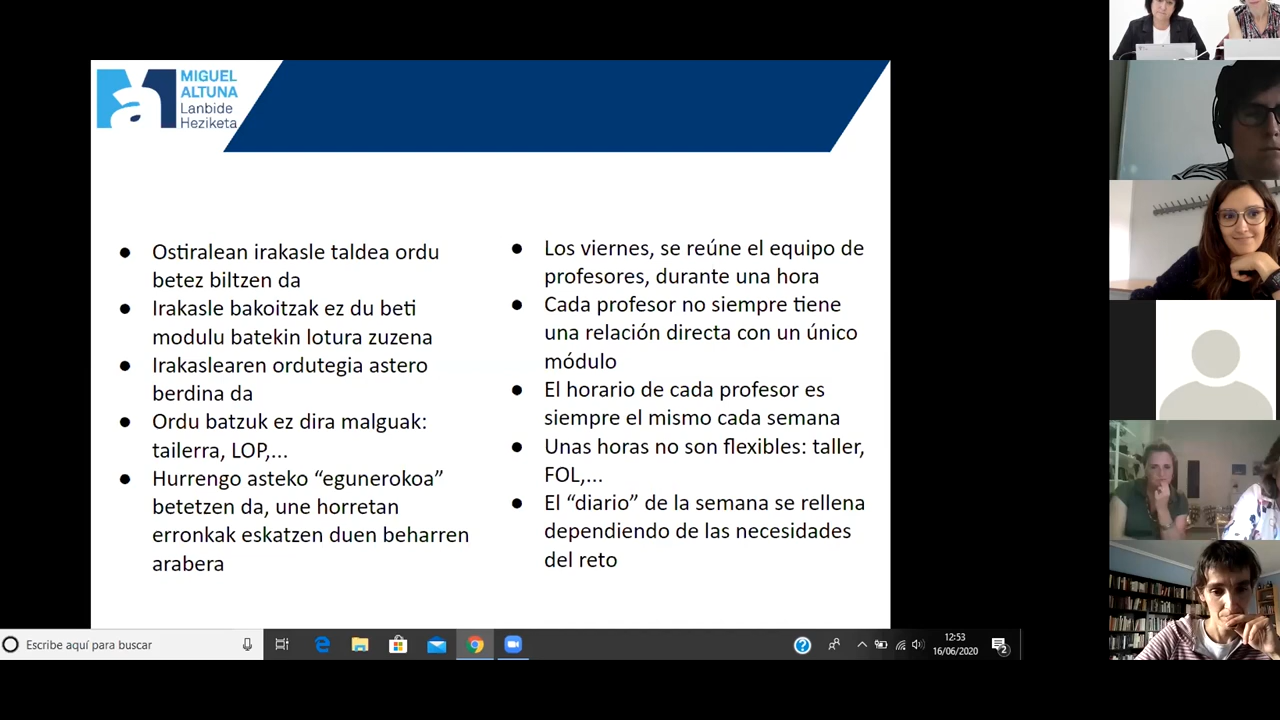 MIGUEL
ALTUNA
Lanbide
Heziketa
● Ostiralean irakasle taldea ordu
betez biltzen da
● Irakasle bakoitzak ez du beti
modulu batekin lotura zuzena
● Irakaslearen ordutegia astero
berdina da
● Ordu batzuk ez dira malguak:
tailerra, LOP,...
● Hurrengo asteko “egunerokoa”
betetzen da, une horretan
erronkak eskatzen duen beharren
arabera
● Los viernes, se reúne el equipo de
profesores, durante una hora
● Cada profesor no siempre tiene
una relación directa con un único
módulo
● El horario de cada profesor es
siempre el mismo cada semana
● Unas horas no son flexibles: taller,
FOL,...
● El “diario” de la semana se rellena
dependiendo de las necesidades
del reto
Escribe aquí para buscar
12:53
16/06/2020
2